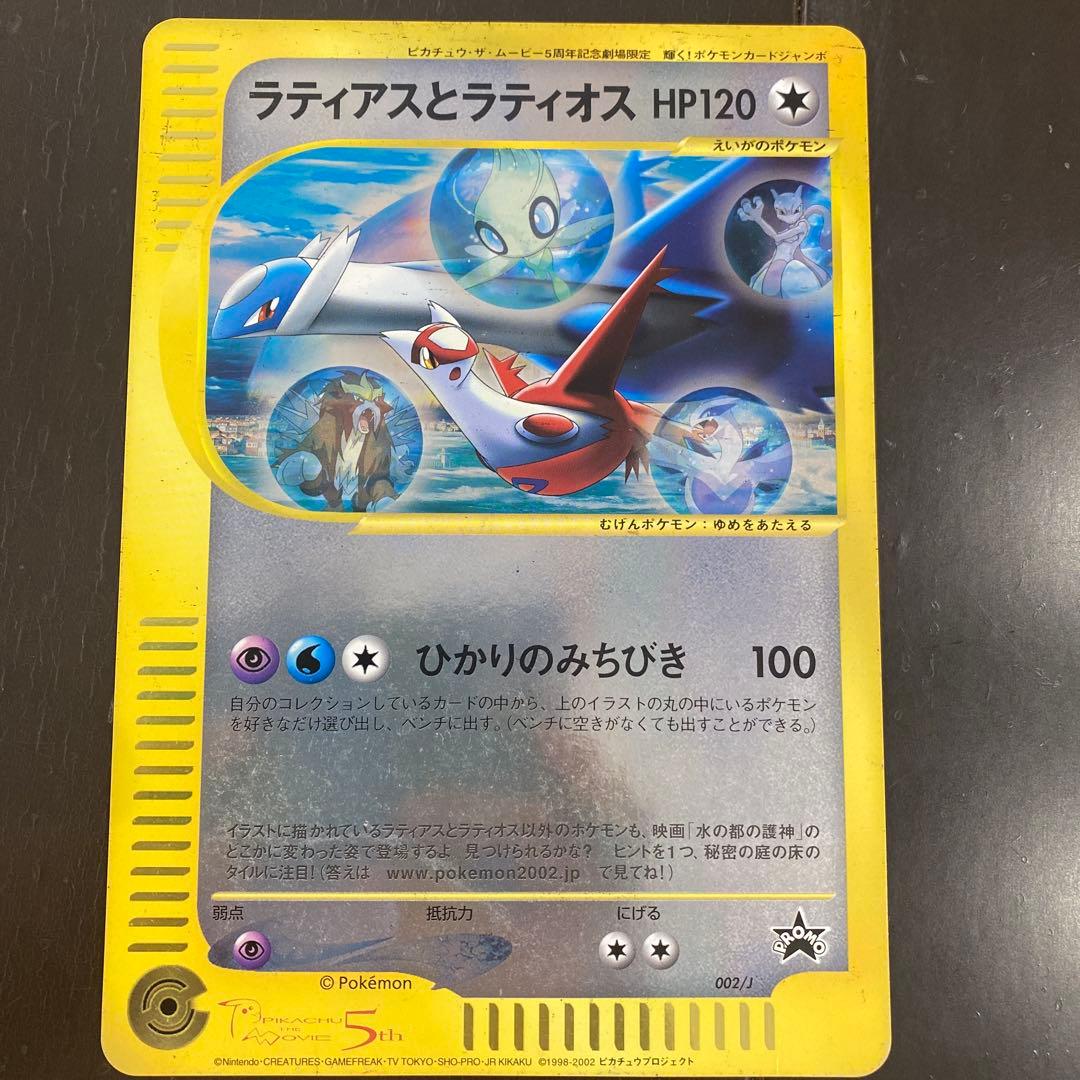 ピカチュウ・ザ・ムービー5周年記念劇場限定　輝く!ポケモンカードジャンボ
ラティアスとラティオス HP120
えいがのポケモン
むげんポケモン：ゆめをあたえる
ひかりのみちびき 100
自分のコレクションしているカードの中から、上のイラストの丸の中にいるポケモン
を好きなだけ選び出し、ベンチに出す。（ベンチに空きがなくても出すことができる。）
イラストに描かれているラティアスとラティオス以外のポケモンも、映画「水の都の護神」の
どこかに変わった姿で登場するよ　見つけられるかな？　ヒントを1つ、秘密の庭の床の
タイルに注目！（答えは　www.pokemon2002.jp　で見てね！）
弱点 抵抗力 にげる
PROMO
© Pokémon 002/J
PIKACHU THE MOVIE 5th
©Nintendo・CREATURES・GAMEFREAK・TV TOKYO・SHO-PRO・JR KIKAKU ©1998-2002 ピカチュウプロジェクト